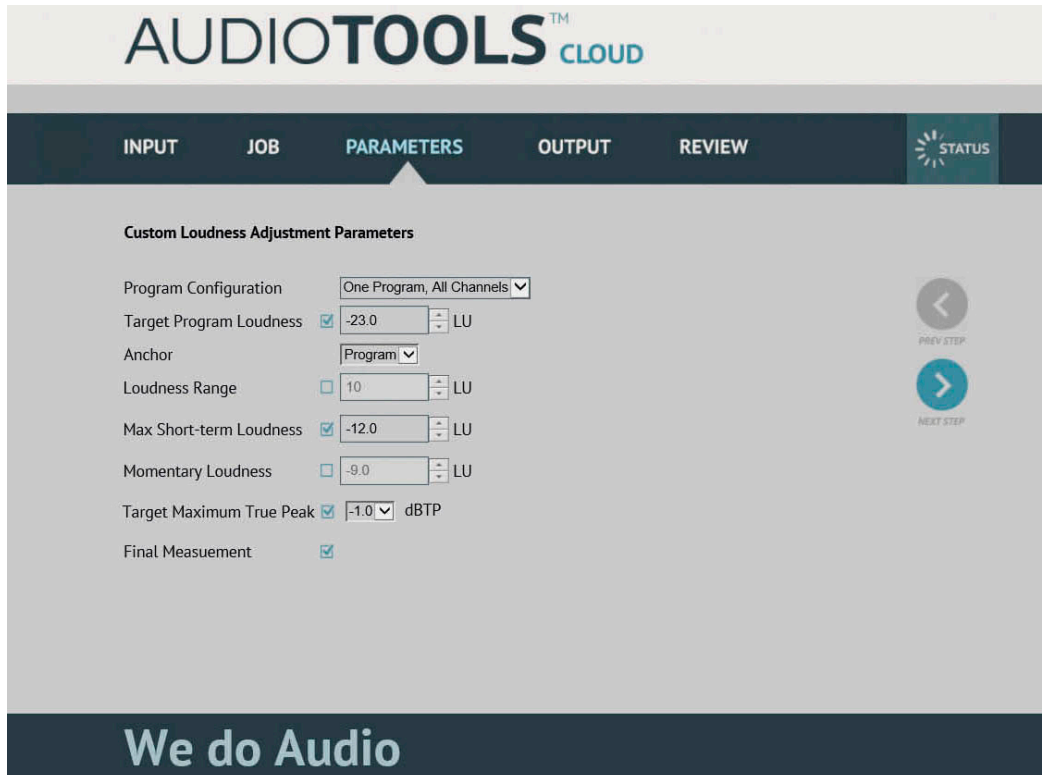 AUDIOTOOLS™ CLOUD
INPUT JOB PARAMETERS OUTPUT REVIEW STATUS
Custom Loudness Adjustment Parameters
Program Configuration One Program, All Channels
Target Program Loudness -23.0 LU
Anchor Program
Loudness Range 10 LU
Max Short-term Loudness -12.0 LU
Momentary Loudness -9.0 LU
Target Maximum True Peak -1.0 dBTP
Final Measuement
PREV STEP
NEXT STEP
We do Audio